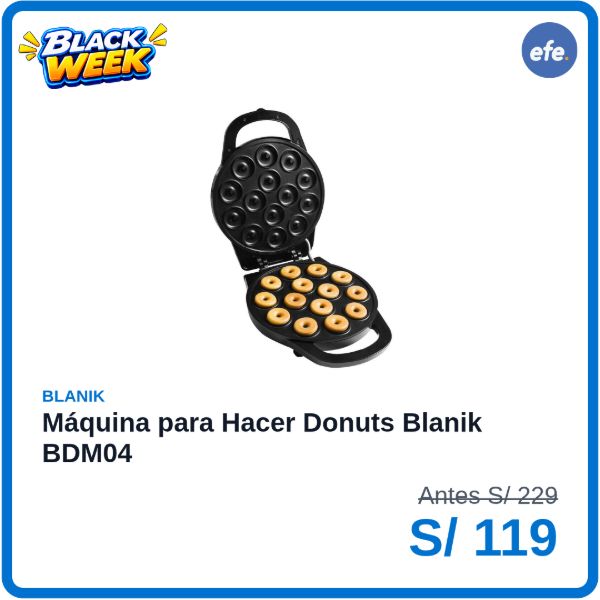 BLACK
WEEK
efe.
BLANIK
Máquina para Hacer Donuts Blanik
BDM04
Antes S/ 229
S/ 119